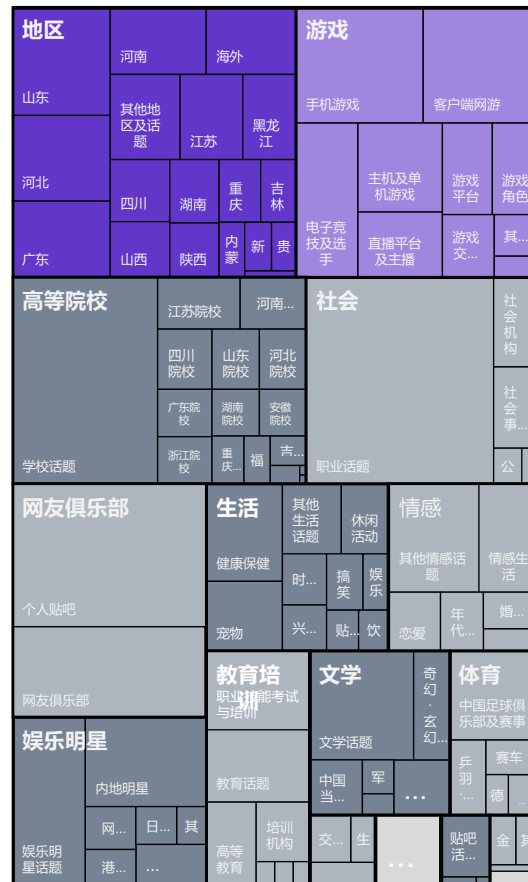 地区
山东
河北
广东
河南
海外
其他地
区及话
题
江苏
黑龙
江
四川
湖南
重
庆
吉
林
山西
陕西
内
蒙
新
贵
游戏
手机游戏
客户端网游
电子竞
技及选
手
主机及单
机游戏
直播平台
及主播
游戏
平台
游戏
角色
游戏
交...
其...
高等院校
学校话题
江苏院校
河南...
四川
院校
山东
院校
河北
院校
广东院
校
湖南
院校
安徽
院校
浙江院
校
重
庆...
福
吉...
社会
职业话题
社
会
机
构
社
会
事...
公
网友俱乐部
个人贴吧
网友俱乐部
生活
健康保健
宠物
其他
生活
话题
休闲
活动
时...
搞
笑
娱
乐
兴...
贴...
饮
情感
其他情感话
题
情感生
活
恋爱
年
代...
婚...
教育培
训
职业技能考试
与培训
教育话题
高等
教育
培训
机构
文学
文学话题
奇
幻
·
玄
幻...
中国
当...
军
...
体育
中国足球俱
乐部及赛事
乒
羽
·...
赛车
德
...
娱乐明星
娱乐明
星话题
内地明星
网...
日...
其
港...
...
交...
生
...
贴吧
活...
金
其